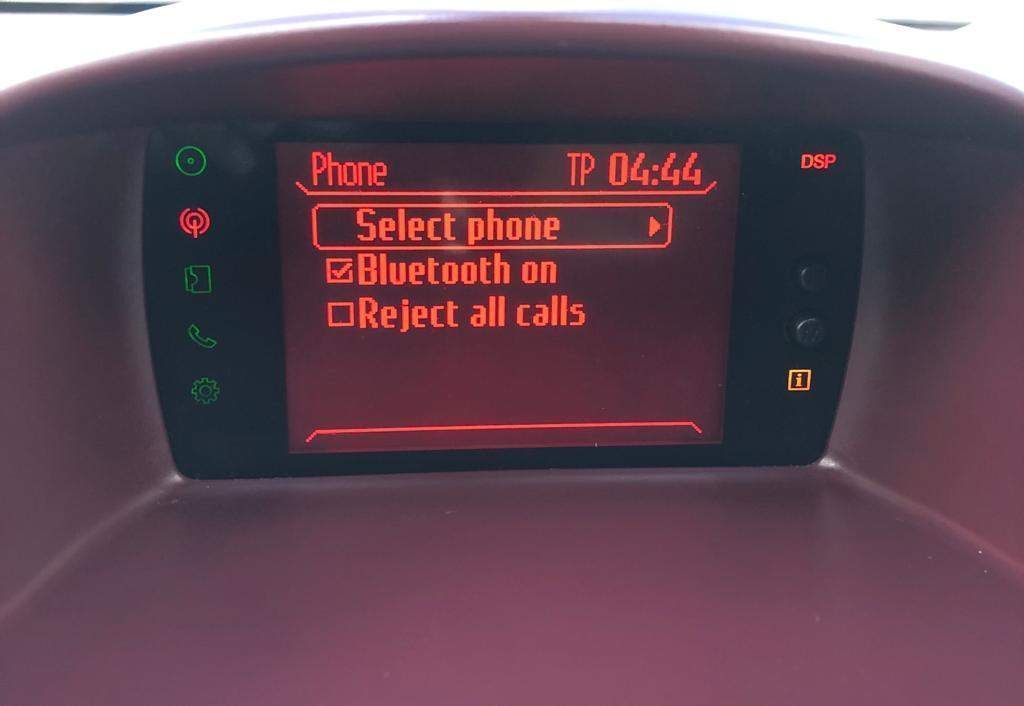 Phone TP 04:44 DSP
Select phone
Bluetooth on
Reject all calls
i